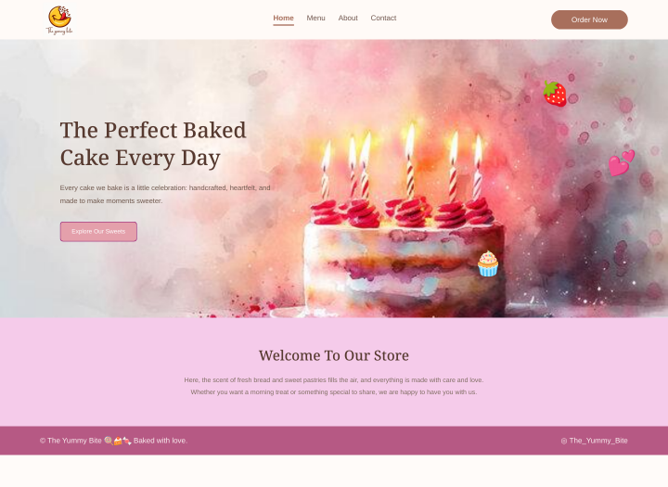 The yummy bite
Home Menu About Contact
Order Now
The Perfect Baked
Cake Every Day
Every cake we bake is a little celebration: handcrafted, heartfelt, and
made to make moments sweeter.
Explore Our Sweets
Welcome To Our Store
Here, the scent of fresh bread and sweet pastries fills the air, and everything is made with care and love.
Whether you want a morning treat or something special to share, we are happy to have you with us.
© The Yummy Bite 🍭🍰🍬 Baked with love.
◎ The_Yummy_Bite